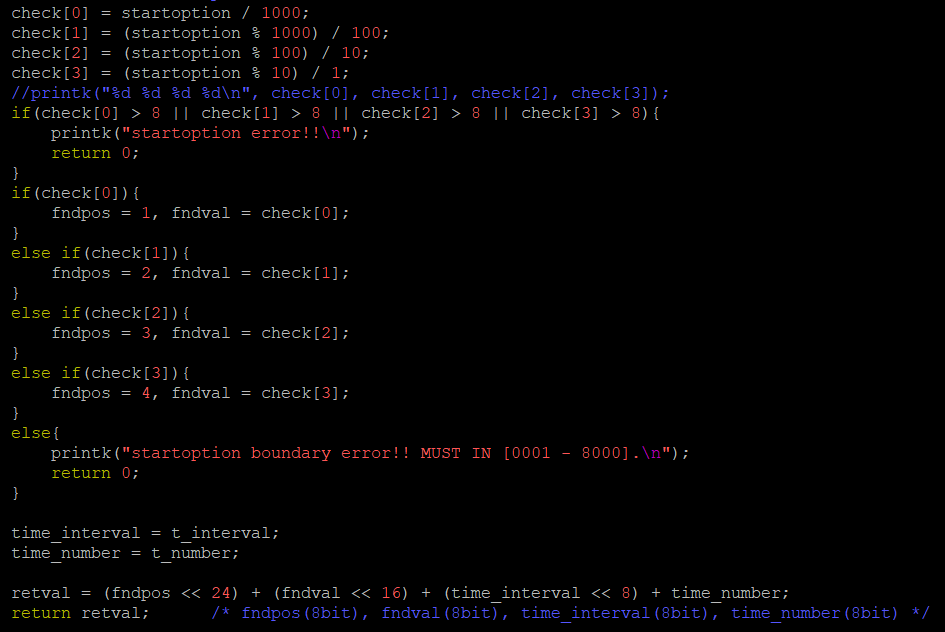 check[0] = startoption / 1000;
check[1] = (startoption % 1000) / 100;
check[2] = (startoption % 100) / 10;
check[3] = (startoption % 10) / 1;
//printk("%d %d %d %d\n", check[0], check[1], check[2], check[3]);
if(check[0] > 8 || check[1] > 8 || check[2] > 8 || check[3] > 8){
    printk("startoption error!!\n");
    return 0;
}
if(check[0]){
    fndpos = 1, fndval = check[0];
}
else if(check[1]){
    fndpos = 2, fndval = check[1];
}
else if(check[2]){
    fndpos = 3, fndval = check[2];
}
else if(check[3]){
    fndpos = 4, fndval = check[3];
}
else{
    printk("startoption boundary error!! MUST IN [0001 - 8000].\n");
    return 0;
}

time_interval = t_interval;
time_number = t_number;

retval = (fndpos << 24) + (fndval << 16) + (time_interval << 8) + time_number;
return retval;      /* fndpos(8bit), fndval(8bit), time_interval(8bit), time_number(8bit) */